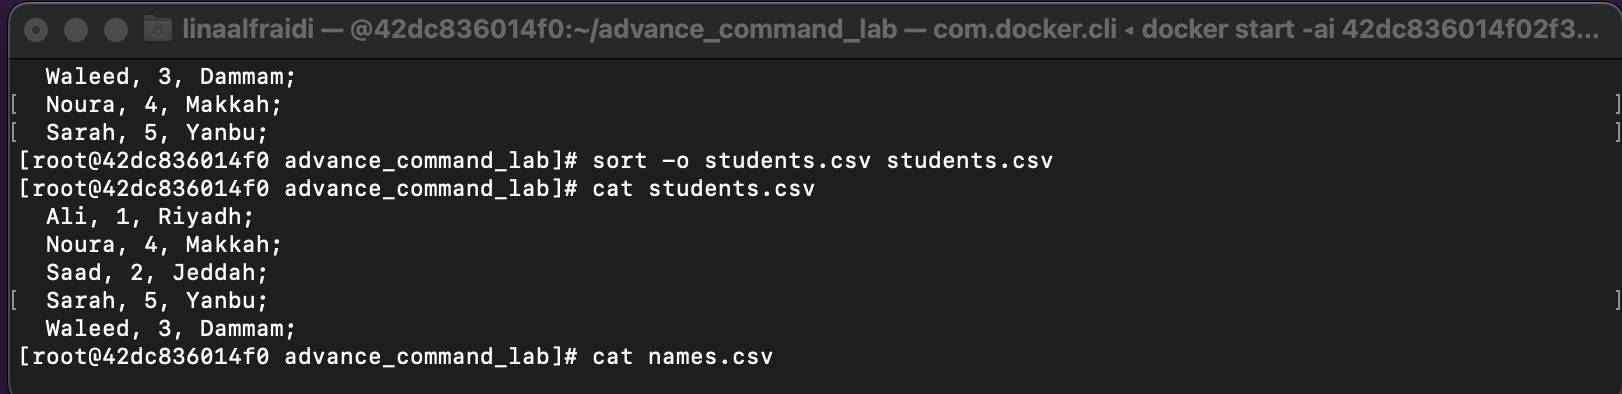 linaalfraidi — @42dc836014f0:~/advance_command_lab — com.docker.cli ◂ docker start -ai 42dc836014f02f3...
Waleed, 3, Dammam;
[ Noura, 4, Makkah; ]
[ Sarah, 5, Yanbu; ]
[root@42dc836014f0 advance_command_lab]# sort -o students.csv students.csv
[root@42dc836014f0 advance_command_lab]# cat students.csv
Ali, 1, Riyadh;
Noura, 4, Makkah;
Saad, 2, Jeddah;
[ Sarah, 5, Yanbu; ]
Waleed, 3, Dammam;
[root@42dc836014f0 advance_command_lab]# cat names.csv